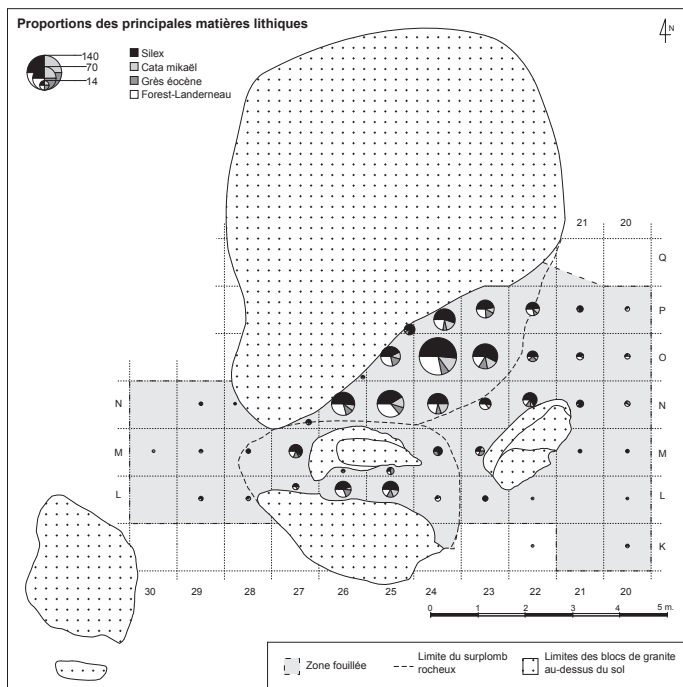 Proportions des principales matières lithiques
N
140
70
14
Silex
Cata mikaël
Grès éocène
Forest-Landerneau
21 20
Q
P
O
N N
M M
L L
K
30 29 28 27 26 25 24 23 22 21 20
0 1 2 3 4 5 m.
Zone fouillée
Limite du surplomb
rocheux
Limites des blocs de granite
au-dessus du sol